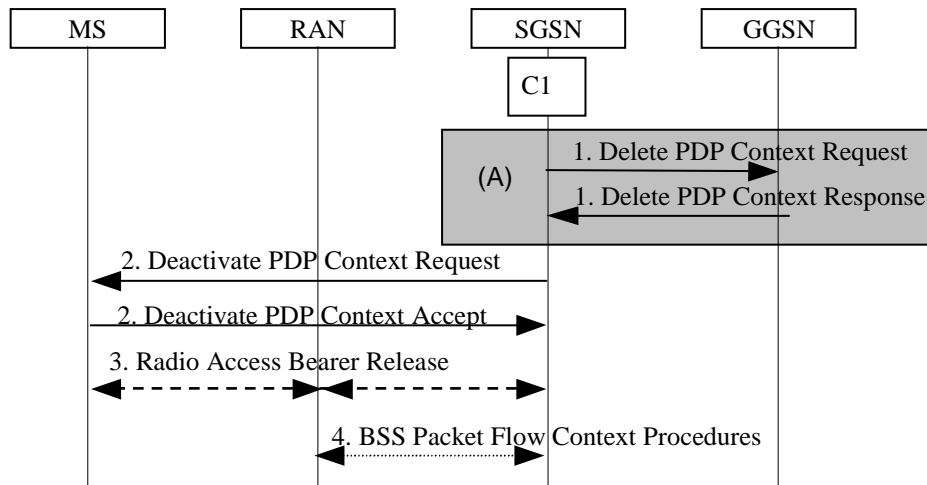 MS
RAN
SGSN
GGSN
C1
(A)
1. Delete PDP Context Request
1. Delete PDP Context Response
2. Deactivate PDP Context Request
2. Deactivate PDP Context Accept
3. Radio Access Bearer Release
4. BSS Packet Flow Context Procedures